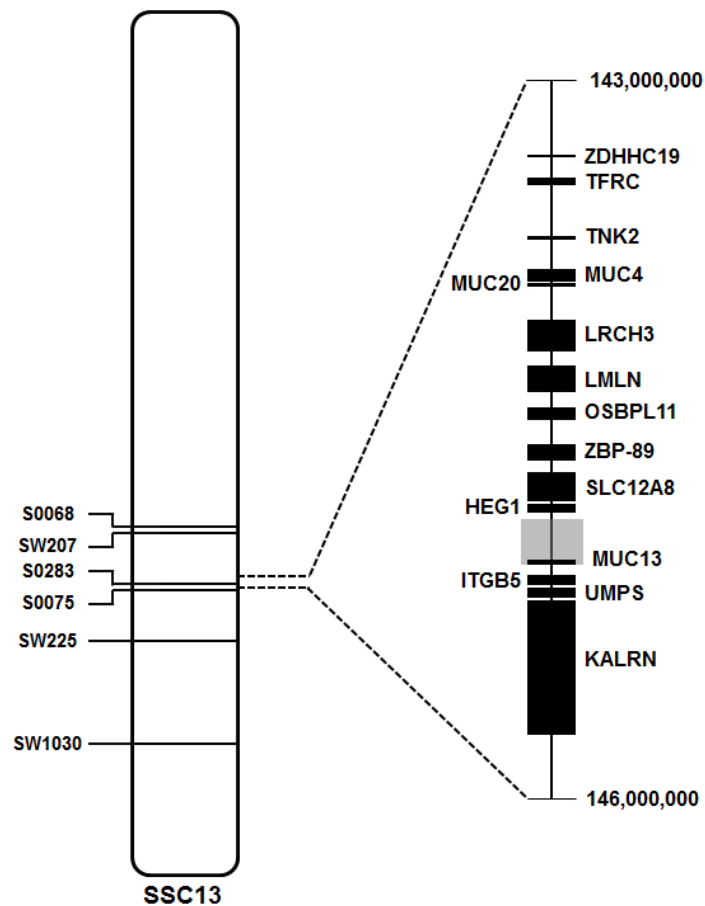 S0068
SW207
S0283
S0075
SW225
SW1030
SSC13
143,000,000
ZDHHC19
TFRC
TNK2
MUC20
MUC4
LRCH3
LMLN
OSBPL11
ZBP-89
SLC12A8
HEG1
MUC13
ITGB5
UMPS
KALRN
146,000,000